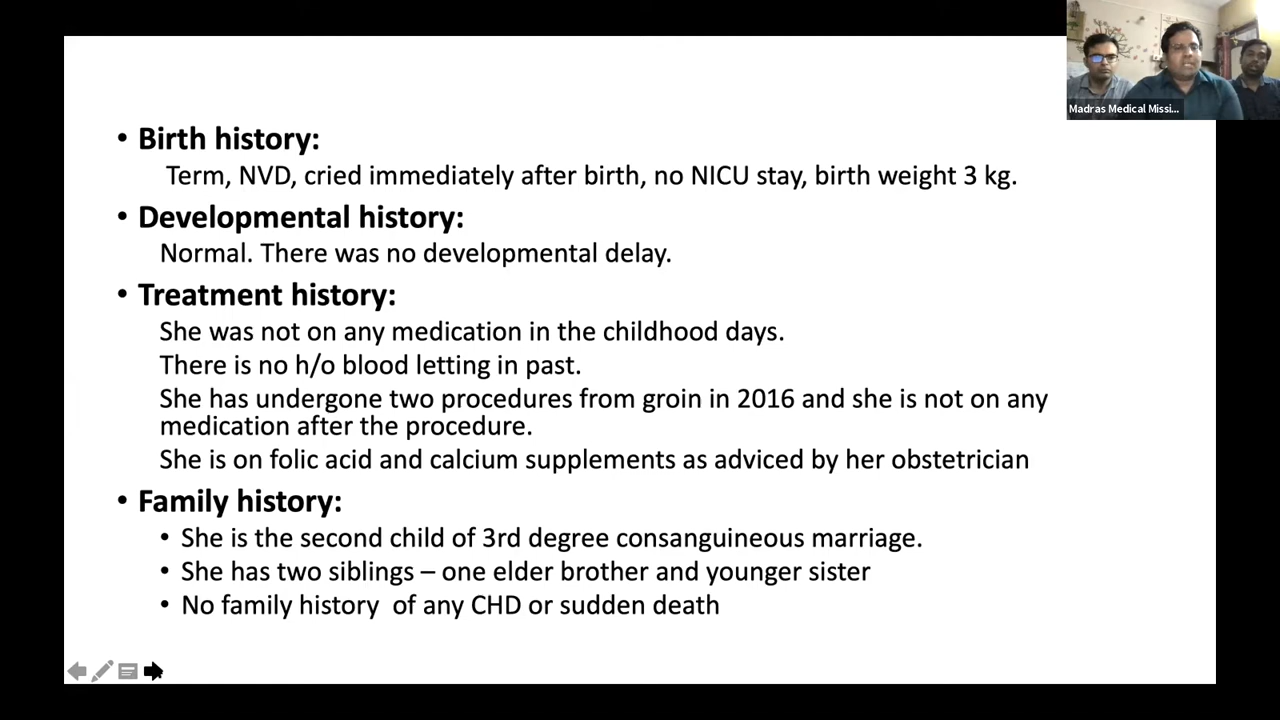 Madras Medical Missi...
• Birth history:
Term, NVD, cried immediately after birth, no NICU stay, birth weight 3 kg.
• Developmental history:
Normal. There was no developmental delay.
• Treatment history:
She was not on any medication in the childhood days.
There is no h/o blood letting in past.
She has undergone two procedures from groin in 2016 and she is not on any
medication after the procedure.
She is on folic acid and calcium supplements as adviced by her obstetrician
• Family history:
• She is the second child of 3rd degree consanguineous marriage.
• She has two siblings – one elder brother and younger sister
• No family history of any CHD or sudden death